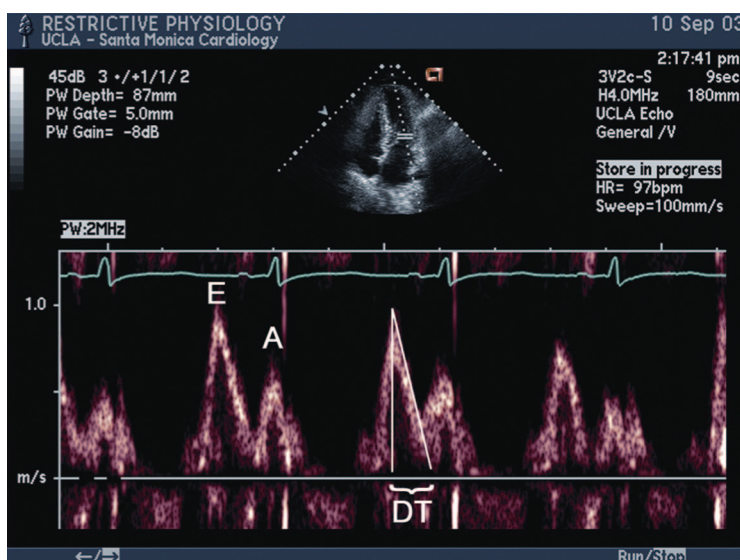 RESTRICTIVE PHYSIOLOGY
10 Sep 03
UCLA - Santa Monica Cardiology
2:17:41 pm
45dB 3 +/+1/1/2
PW Depth= 87mm
PW Gate= 5.0mm
PW Gain= -8dB
3V2c-S 9sec
H4.0MHz 180mm
UCLA Echo
General /V
Store in progress
HR= 97bpm
Sweep=100mm/s
PW:2MHz
E
1.0
A
m/s
DT
←/→
Run/Stop